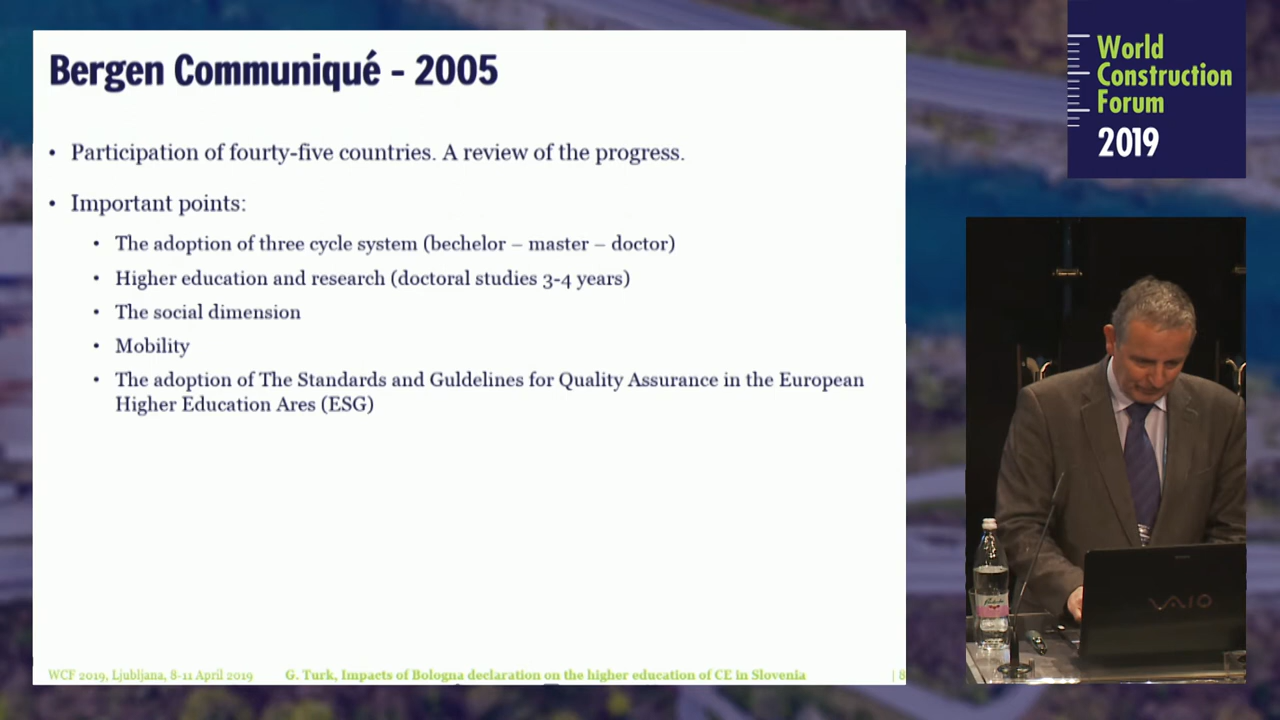 Bergen Communiqué - 2005
• Participation of fourty-five countries. A review of the progress.
• Important points:
• The adoption of three cycle system (bechelor – master – doctor)
• Higher education and research (doctoral studies 3-4 years)
• The social dimension
• Mobility
• The adoption of The Standards and Guldelines for Quality Assurance in the European
Higher Education Ares (ESG)
WCF 2019, Ljubljana, 8-11 April 2019
G. Turk, Impacts of Bologna declaration on the higher education of CE in Slovenia
| 8
World
Construction
Forum
2019
VAIO